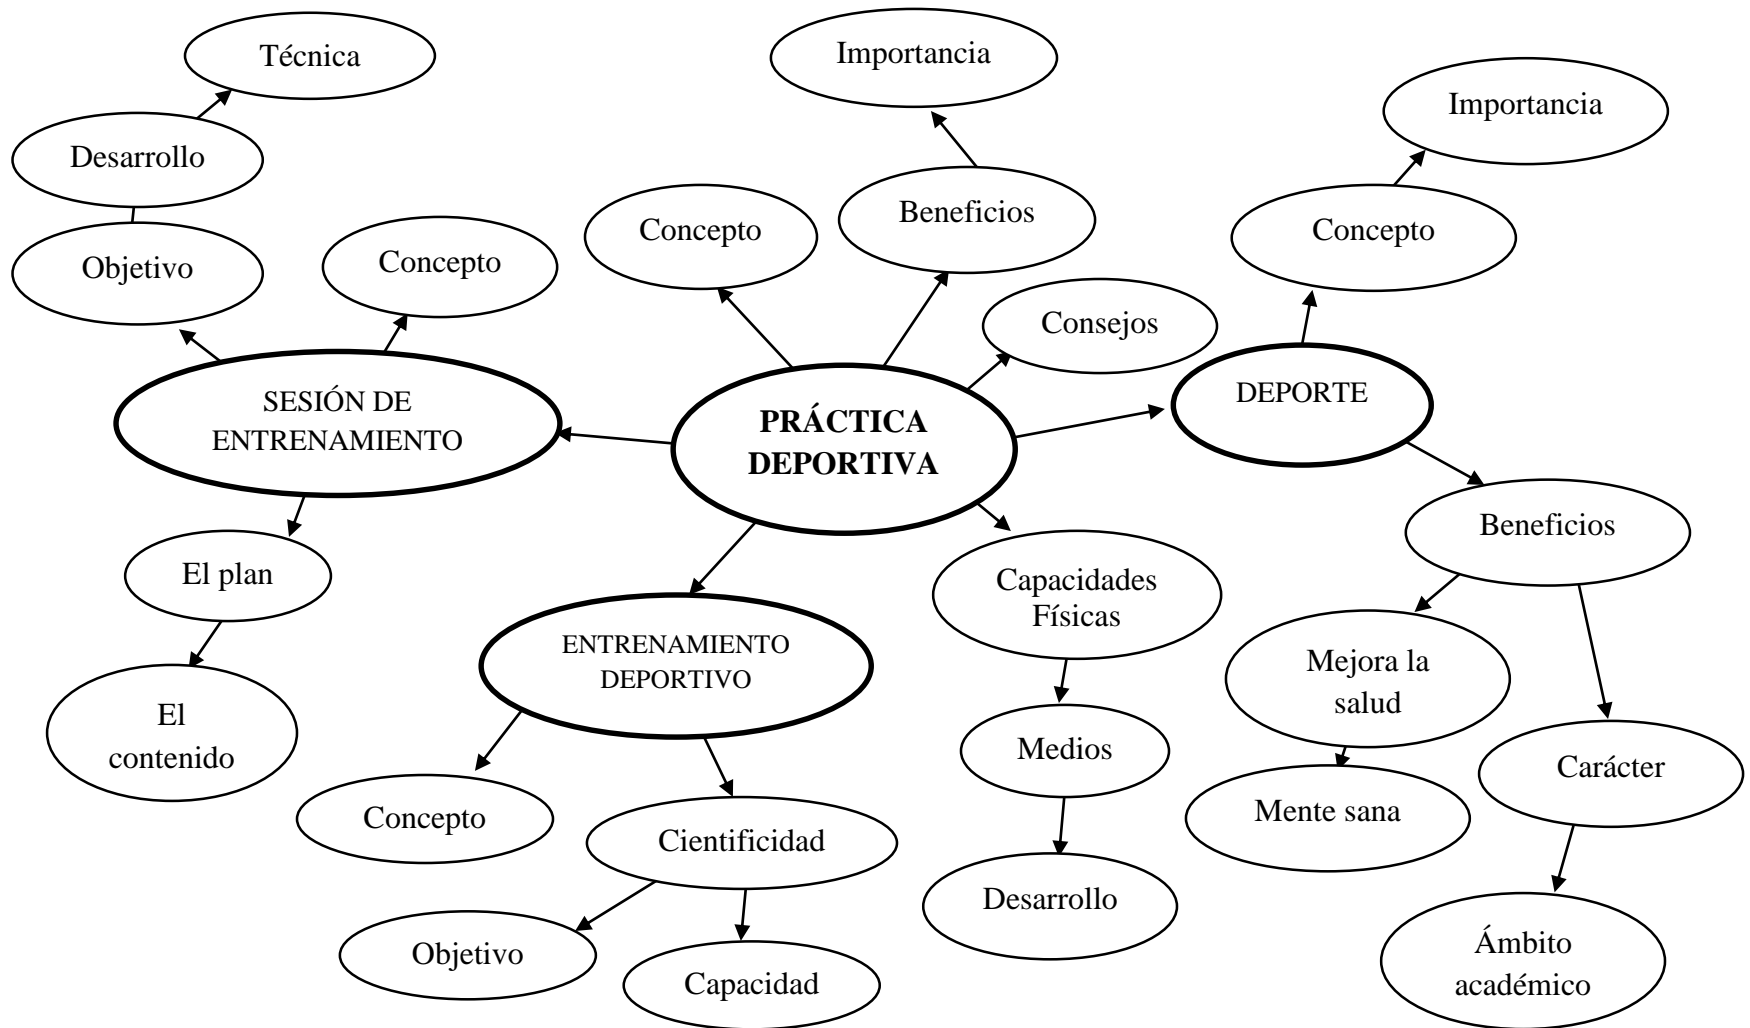 Técnica
Importancia
Importancia
Desarrollo
Beneficios
Concepto
Concepto
Objetivo
Concepto
Consejos
SESIÓN DE
ENTRENAMIENTO
PRÁCTICA
DEPORTIVA
DEPORTE
Beneficios
El plan
Capacidades
Físicas
ENTRENAMIENTO
DEPORTIVO
Mejora la
salud
El
contenido
Medios
Carácter
Concepto
Cientificidad
Mente sana
Desarrollo
Objetivo
Capacidad
Ámbito
académico